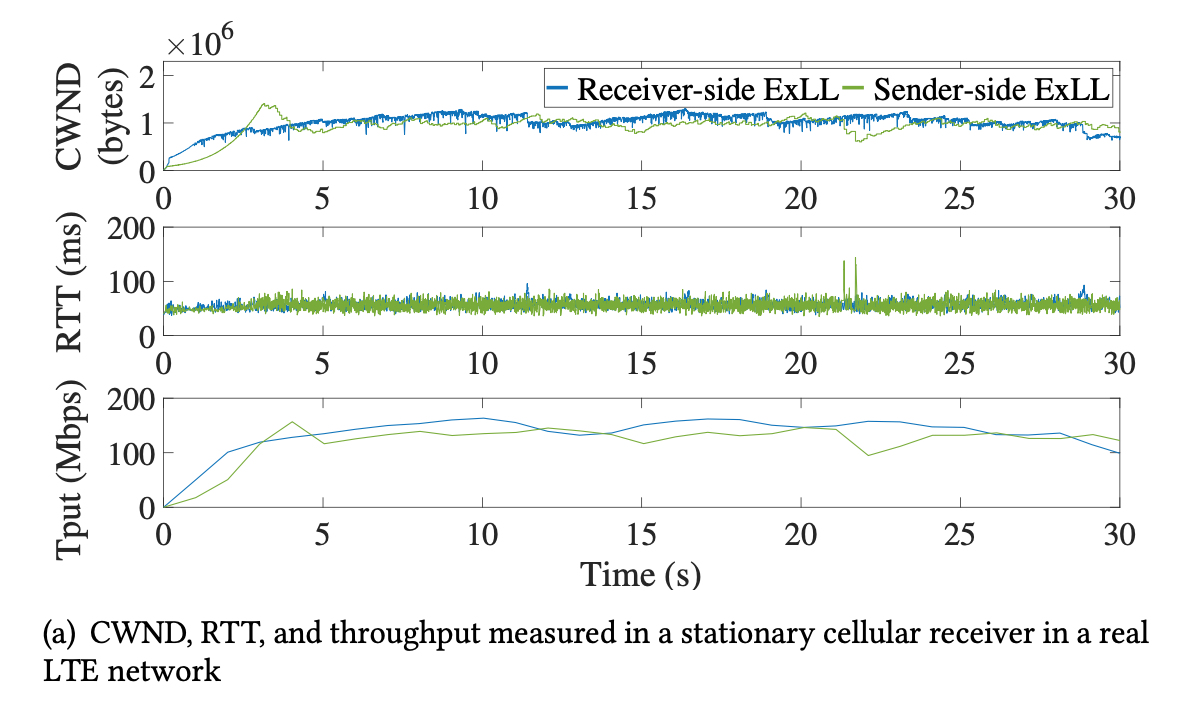 ×10⁶
CWND
(bytes)
2
1
0
Receiver-side ExLL
Sender-side ExLL
0 5 10 15 20 25 30
RTT (ms)
200
100
0
0 5 10 15 20 25 30
Tput (Mbps)
200
100
0
0 5 10 15 20 25 30
Time (s)
(a) CWND, RTT, and throughput measured in a stationary cellular receiver in a real
LTE network